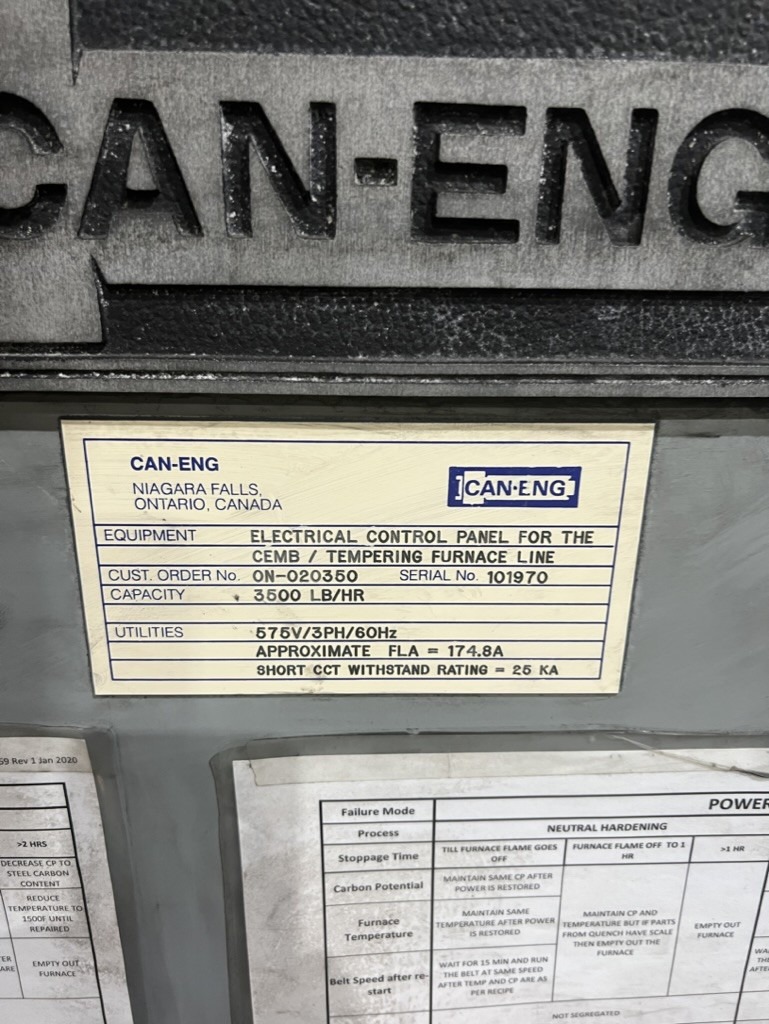 CAN-ENG
CAN-ENG
NIAGARA FALLS,
ONTARIO, CANADA
CAN·ENG
EQUIPMENT ELECTRICAL CONTROL PANEL FOR THE
CEMB / TEMPERING FURNACE LINE
CUST. ORDER No. ON-020350 SERIAL No. 101970
CAPACITY 3500 LB/HR
UTILITIES 575V/3PH/60Hz
APPROXIMATE FLA = 174.8A
SHORT CCT WITHSTAND RATING = 25 KA
Rev 1 Jan 2020
>2 HRS
DECREASE CP TO
STEEL CARBON
CONTENT
REDUCE
TEMPERATURE TO
1500F UNTIL
REPAIRED
EMPTY OUT
FURNACE
Failure Mode POWER
Process NEUTRAL HARDENING
Stoppage Time
TILL FURNACE FLAME GOES
OFF
FURNACE FLAME OFF TO 1
HR
>1 HR
Carbon Potential
MAINTAIN SAME CP AFTER
POWER IS RESTORED
Furnace
Temperature
MAINTAIN SAME
TEMPERATURE AFTER POWER
IS RESTORED
MAINTAIN CP AND
TEMPERATURE BUT IF PARTS
FROM QUENCH HAVE SCALE
THEN EMPTY OUT THE
FURNACE
EMPTY OUT
FURNACE
Belt Speed after re-
start
WAIT FOR 15 MIN AND RUN
THE BELT AT SAME SPEED
AFTER TEMP AND CP ARE AS
PER RECIPE
NOT SEGREGATED